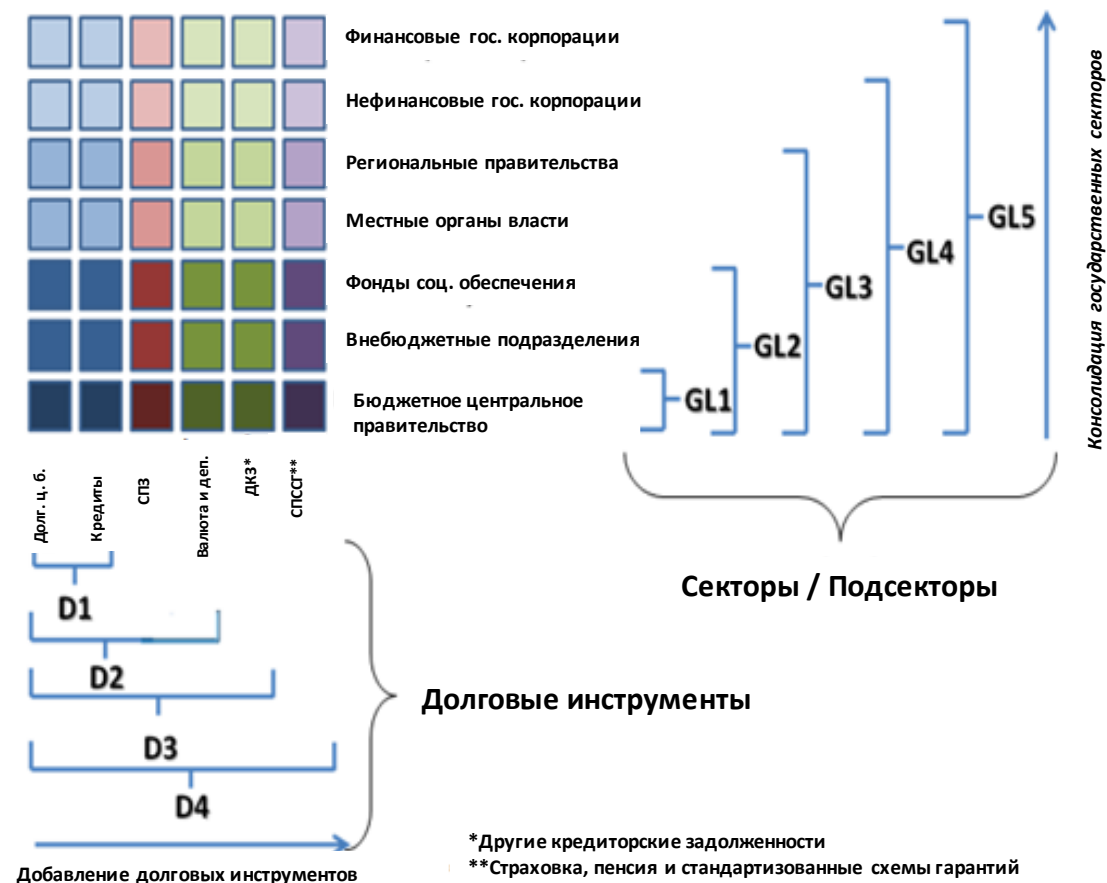 Финансовые гос. корпорации
Нефинансовые гос. корпорации
Региональные правительства
Местные органы власти
Фонды соц. обеспечения
Внебюджетные подразделения
Бюджетное центральное
правительство
GL1
GL2
GL3
GL4
GL5
Консолидация государственных секторов
Долг. ц. б.
Кредиты
СПЗ
Валюта и деп.
ДКЗ*
СПССГ**
Секторы / Подсекторы
D1
D2
D3
D4
Долговые инструменты
Добавление долговых инструментов
*Другие кредиторские задолженности
**Страховка, пенсия и стандартизованные схемы гарантий